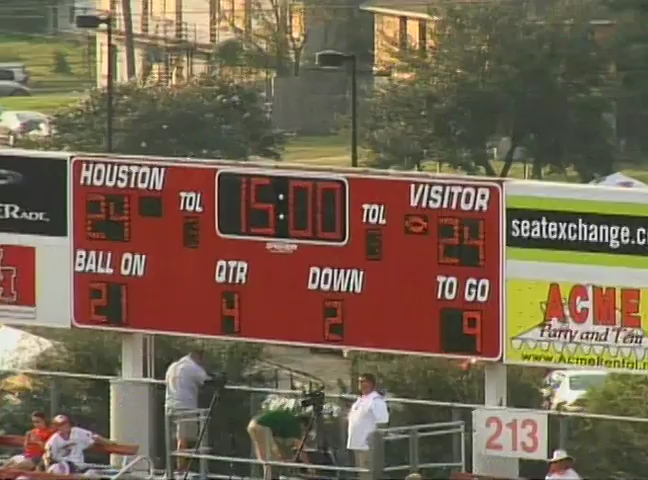 HOUSTON
TOL
15:00
TOL
VISITOR
24
24
BALL ON
QTR
DOWN
TO GO
21
4
2
9
seatexchange.c
ACME
Party and Tent
www.AcmeRental
213